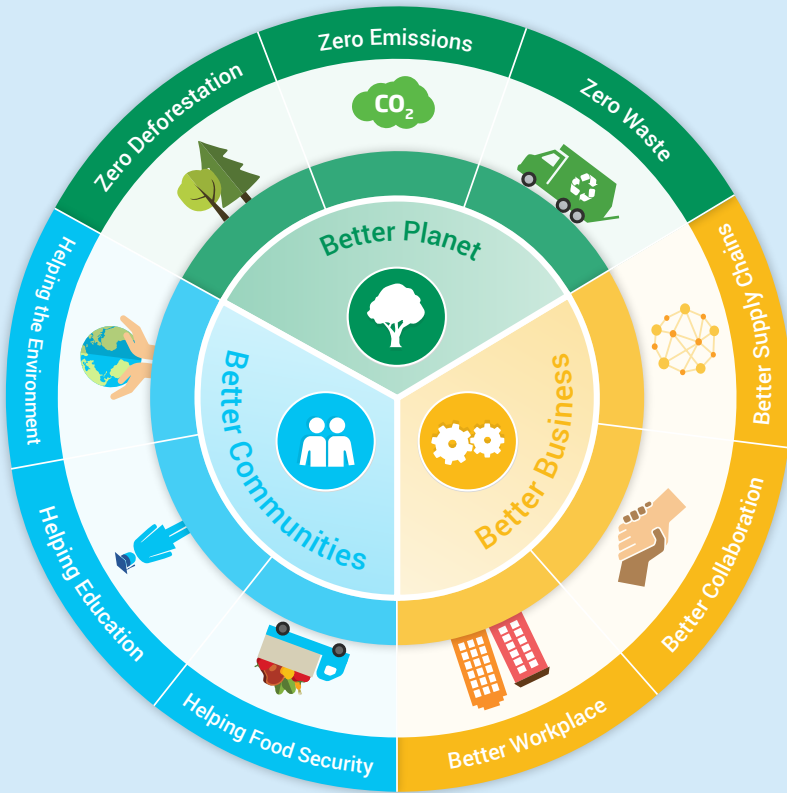 Zero Deforestation
Zero Emissions
Zero Waste
CO2
Better Planet
Better Supply Chains
Better Collaboration
Better Workplace
Better Business
Helping Food Security
Helping Education
Helping the Environment
Better Communities